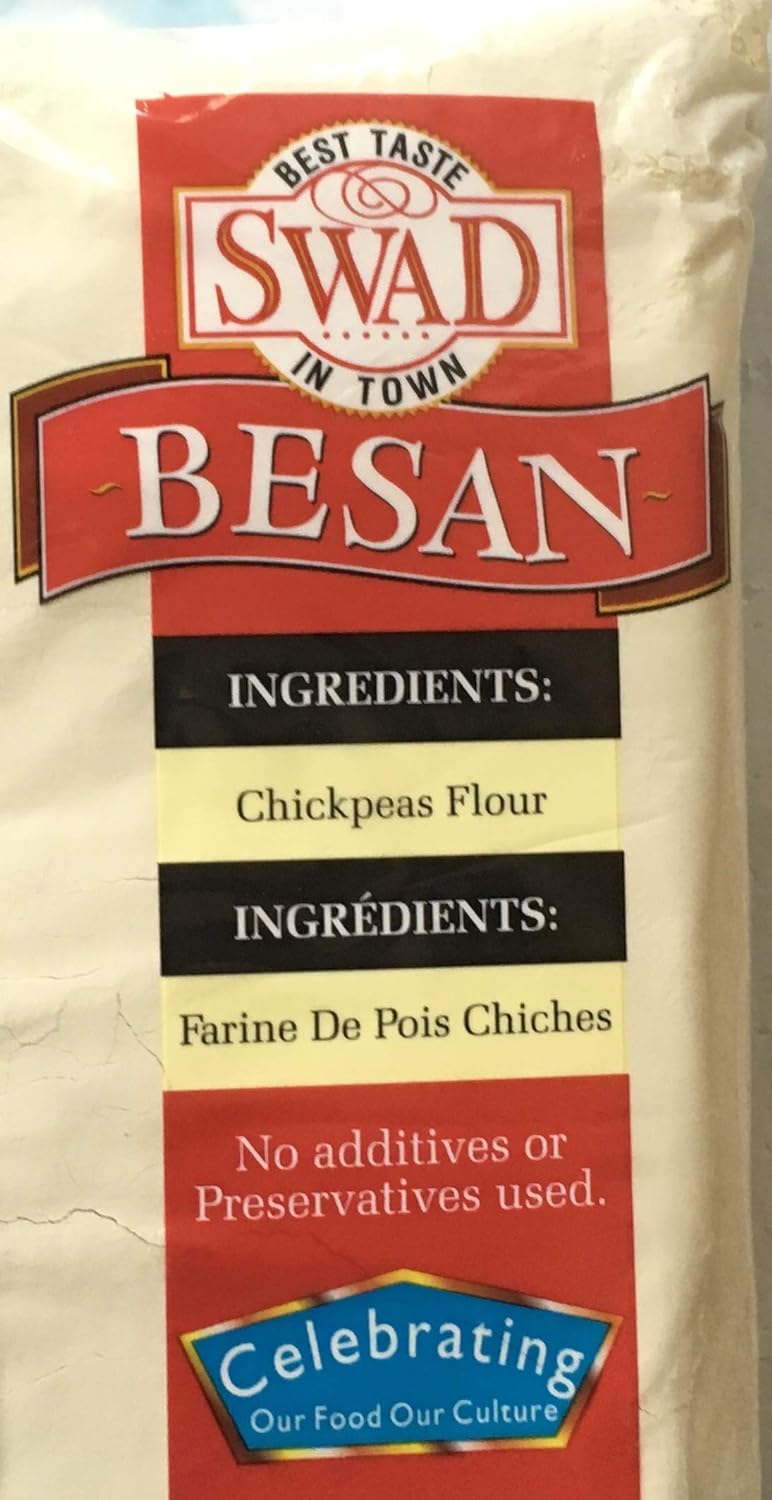 BEST TASTE
SWAD
IN TOWN
BESAN
INGREDIENTS:
Chickpeas Flour
INGRÉDIENTS:
Farine De Pois Chiches
No additives or
Preservatives used.
Celebrating
Our Food Our Culture